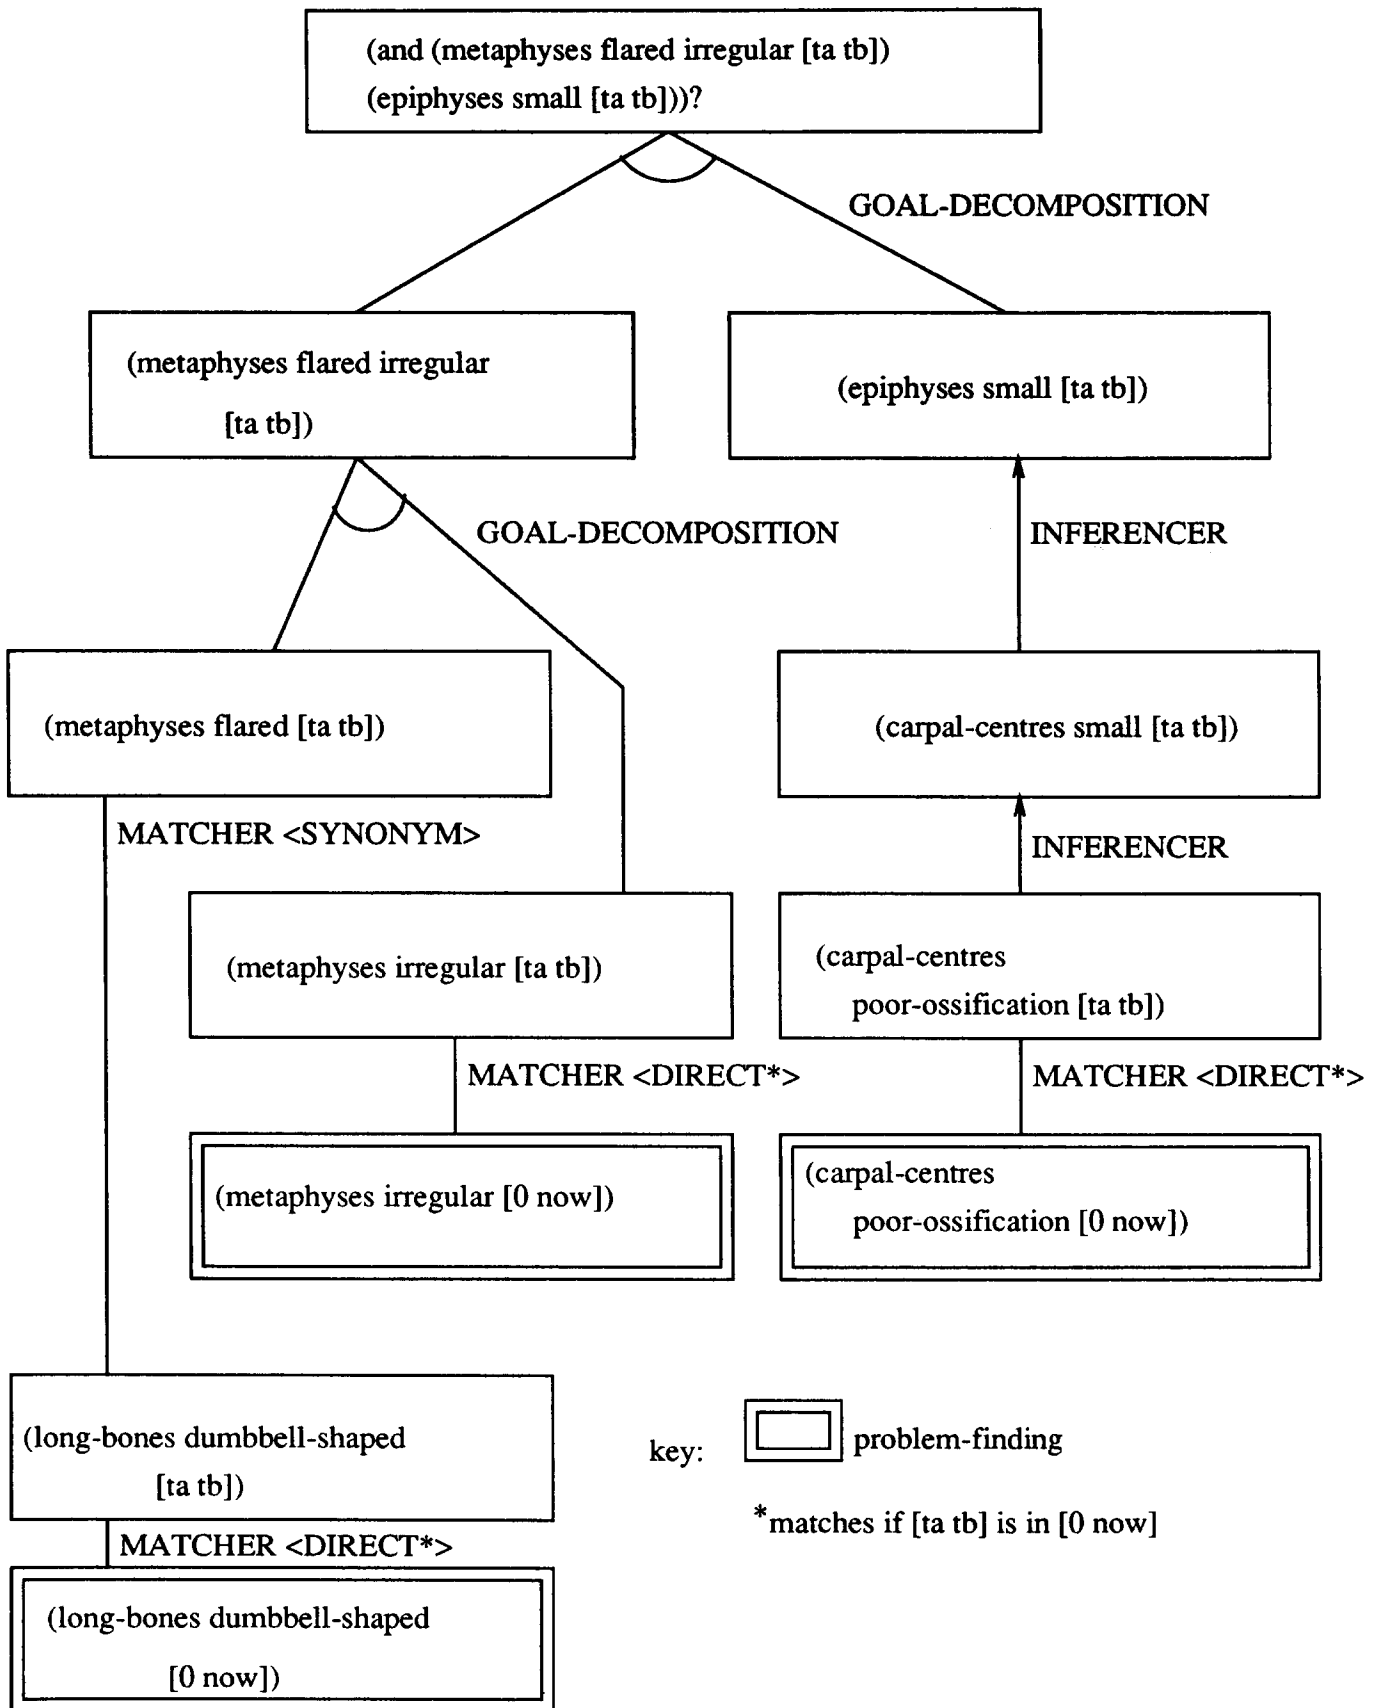 (and (metaphyses flared irregular [ta tb])
(epiphyses small [ta tb]))?
GOAL-DECOMPOSITION
(metaphyses flared irregular
[ta tb])
(epiphyses small [ta tb])
GOAL-DECOMPOSITION
INFERENCER
(metaphyses flared [ta tb])
(carpal-centres small [ta tb])
MATCHER <SYNONYM>
INFERENCER
(metaphyses irregular [ta tb])
(carpal-centres
poor-ossification [ta tb])
MATCHER <DIRECT*>
MATCHER <DIRECT*>
(metaphyses irregular [0 now])
(carpal-centres
poor-ossification [0 now])
(long-bones dumbbell-shaped
[ta tb])
key:
problem-finding
*matches if [ta tb] is in [0 now]
MATCHER <DIRECT*>
(long-bones dumbbell-shaped
[0 now])